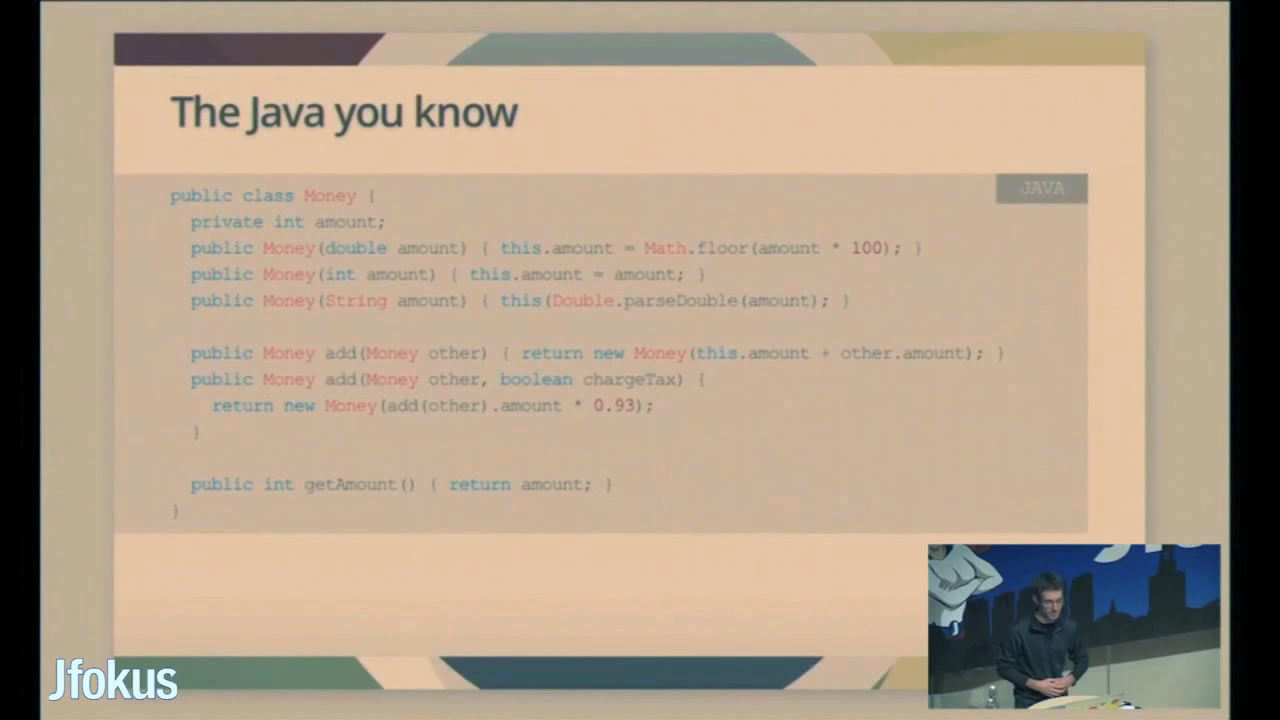 The Java you know
JAVA
public class Money {
private int amount;
public Money(double amount) { this.amount = Math.floor(amount * 100); }
public Money(int amount) { this.amount = amount; }
public Money(String amount) { this(Double.parseDouble(amount); }
public Money add(Money other) { return new Money(this.amount + other.amount); }
public Money add(Money other, boolean chargeTax) {
return new Money(add(other).amount * 0.93);
}
public int getAmount() { return amount; }
}
Jfokus